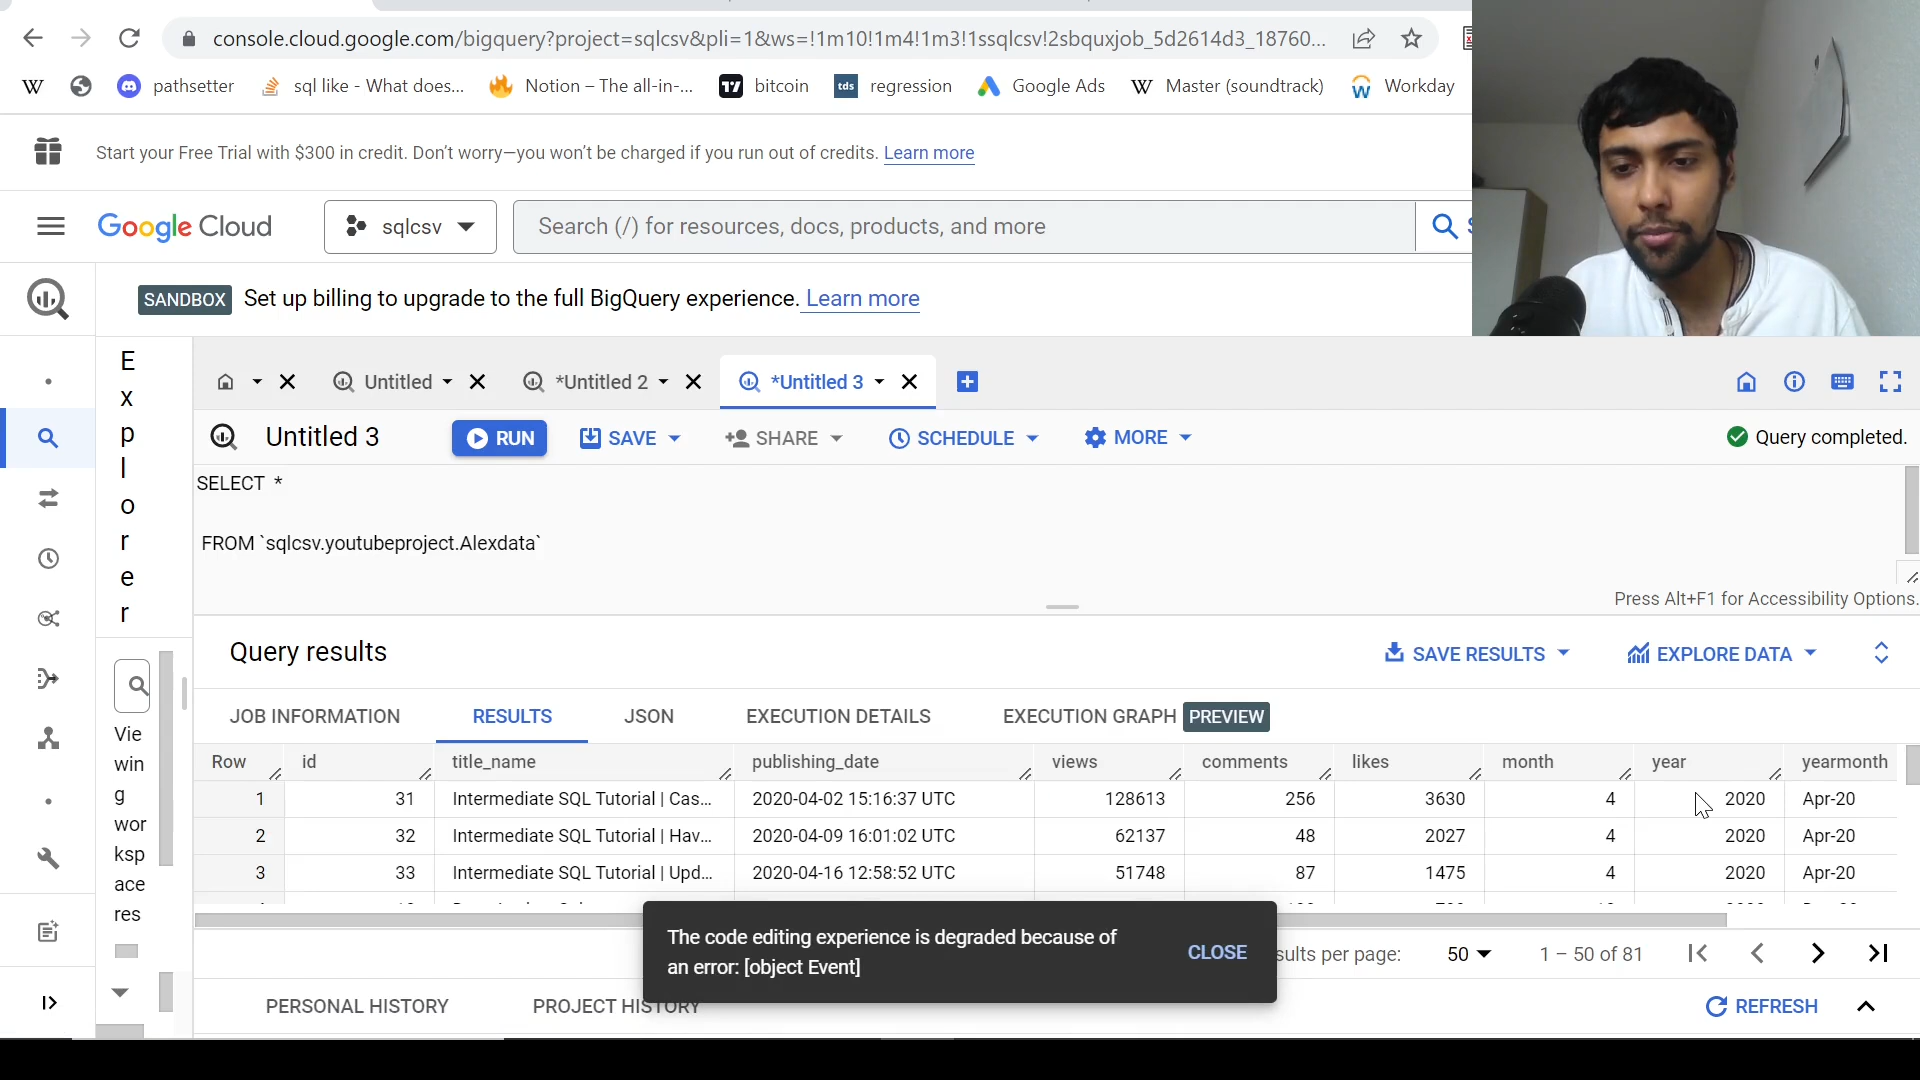 console.cloud.google.com/bigquery?project=sqlcsv&pli=1&ws=!1m10!1m4!1m3!1ssqlcsv!2sbquxjob_5d2614d3_18760...
W pathsetter sql like - What does... Notion – The all-in-... bitcoin tds regression Google Ads W Master (soundtrack) Workday
Start your Free Trial with $300 in credit. Don't worry—you won't be charged if you run out of credits. Learn more
Google Cloud sqlcsv Search (/) for resources, docs, products, and more
SANDBOX Set up billing to upgrade to the full BigQuery experience. Learn more
Explorer
Untitled *Untitled 2 *Untitled 3
Untitled 3 RUN SAVE SHARE SCHEDULE MORE Query completed.
SELECT *
FROM `sqlcsv.youtubeproject.Alexdata`
Press Alt+F1 for Accessibility Options.
Query results SAVE RESULTS EXPLORE DATA
JOB INFORMATION RESULTS JSON EXECUTION DETAILS EXECUTION GRAPH PREVIEW
Vie
win
g
wor
ksp
ace
res
Row id title_name publishing_date views comments likes month year yearmonth
1 31 Intermediate SQL Tutorial | Cas... 2020-04-02 15:16:37 UTC 128613 256 3630 4 2020 Apr-20
2 32 Intermediate SQL Tutorial | Hav... 2020-04-09 16:01:02 UTC 62137 48 2027 4 2020 Apr-20
3 33 Intermediate SQL Tutorial | Upd... 2020-04-16 12:58:52 UTC 51748 87 1475 4 2020 Apr-20
The code editing experience is degraded because of
an error: [object Event]
CLOSE
sults per page: 50 1 – 50 of 81
PERSONAL HISTORY PROJECT HISTORY REFRESH